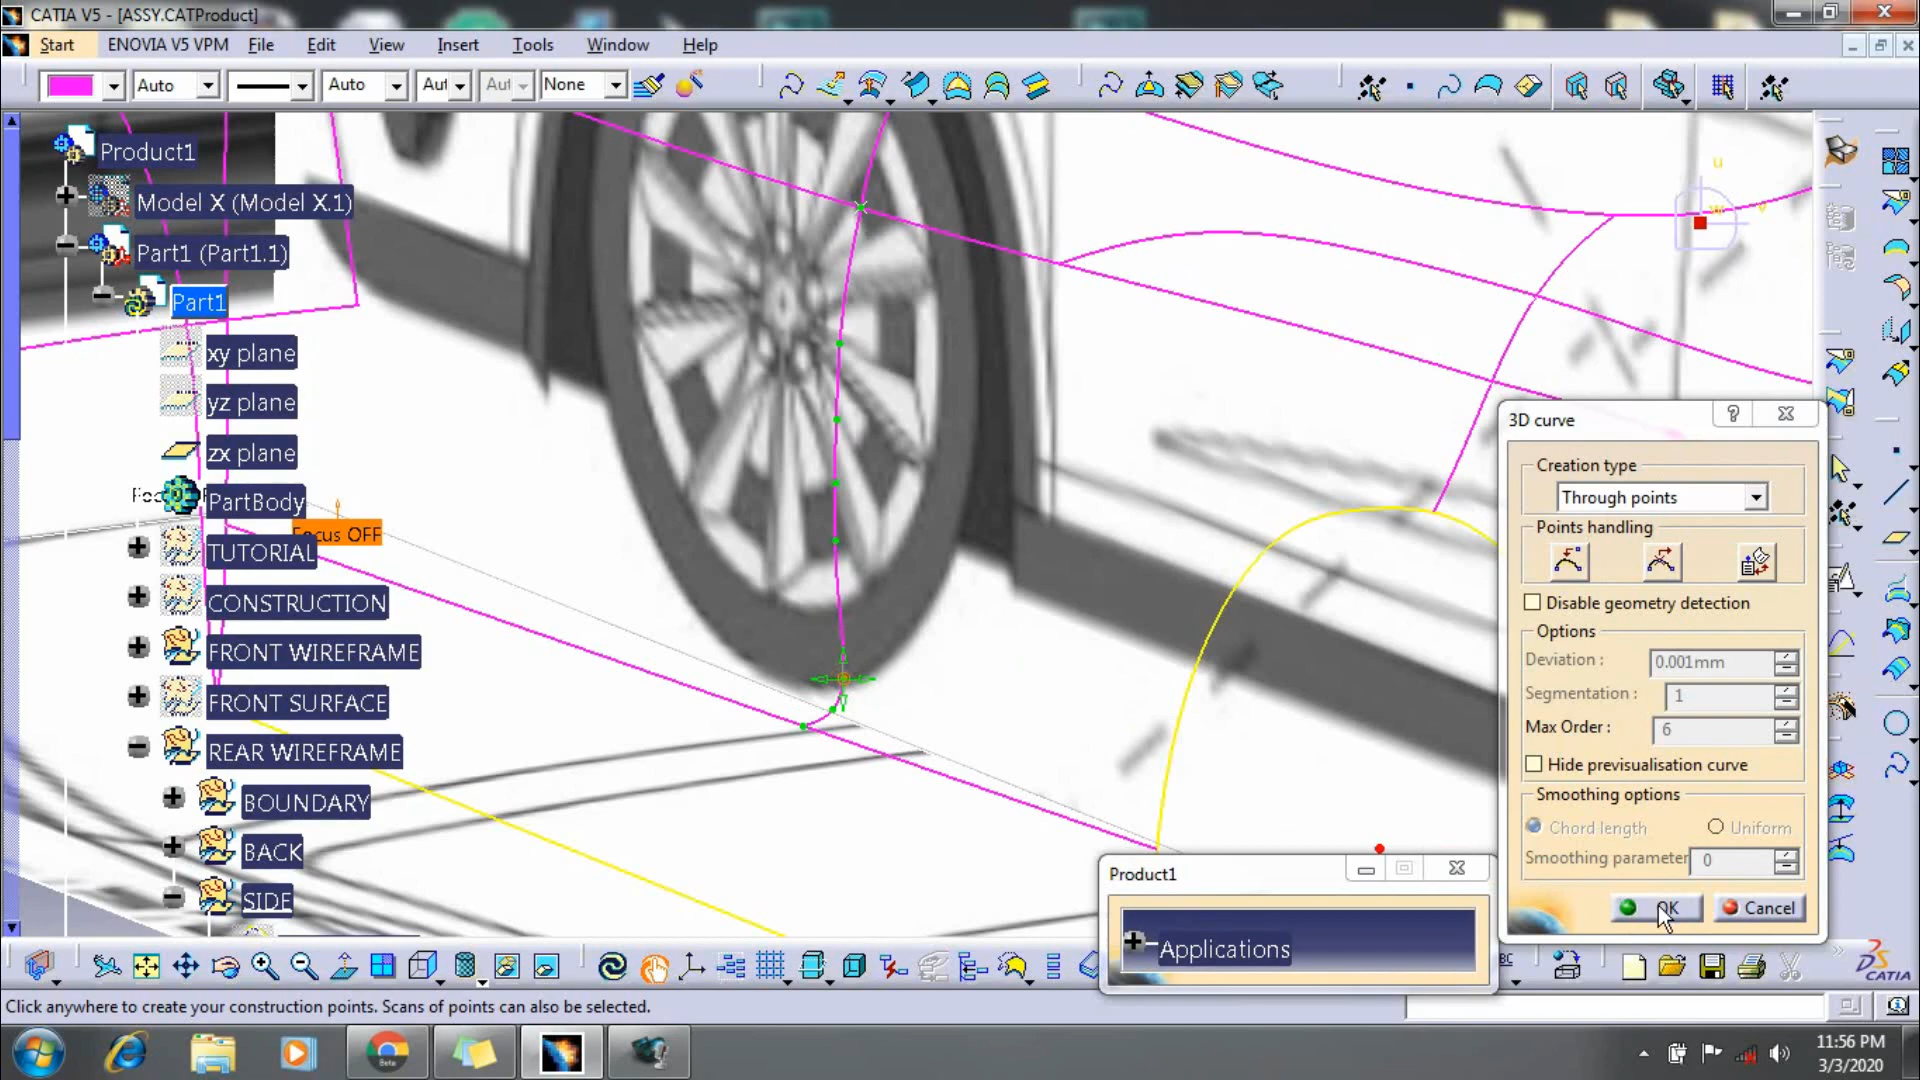 CATIA V5 - [ASSY.CATProduct]
Start ENOVIA V5 VPM File Edit View Insert Tools Window Help
Auto Auto Aut Aut None
Product1
Model X (Model X.1)
Part1 (Part1.1)
Part1
xy plane
yz plane
zx plane
PartBody
Focus OFF
TUTORIAL
CONSTRUCTION
FRONT WIREFRAME
FRONT SURFACE
REAR WIREFRAME
BOUNDARY
BACK
SIDE
u
v
3D curve
Creation type
Through points
Points handling
Disable geometry detection
Options
Deviation : 0.001mm
Segmentation : 1
Max Order : 6
Hide previsualisation curve
Smoothing options
Chord length Uniform
Smoothing parameter 0
OK Cancel
Product1
Applications
CATIA
Click anywhere to create your construction points. Scans of points can also be selected.
Beta
11:56 PM
3/3/2020